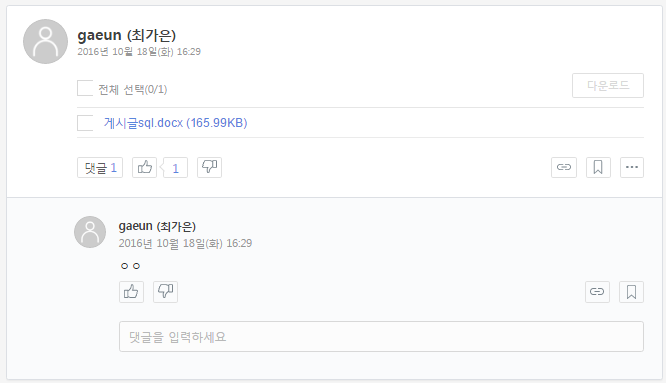 gaeun (최가은)
2016년 10월 18일(화) 16:29
전체 선택(0/1)
다운로드
게시글sql.docx (165.99KB)
댓글 1
1
gaeun (최가은)
2016년 10월 18일(화) 16:29
ㅇㅇ
댓글을 입력하세요